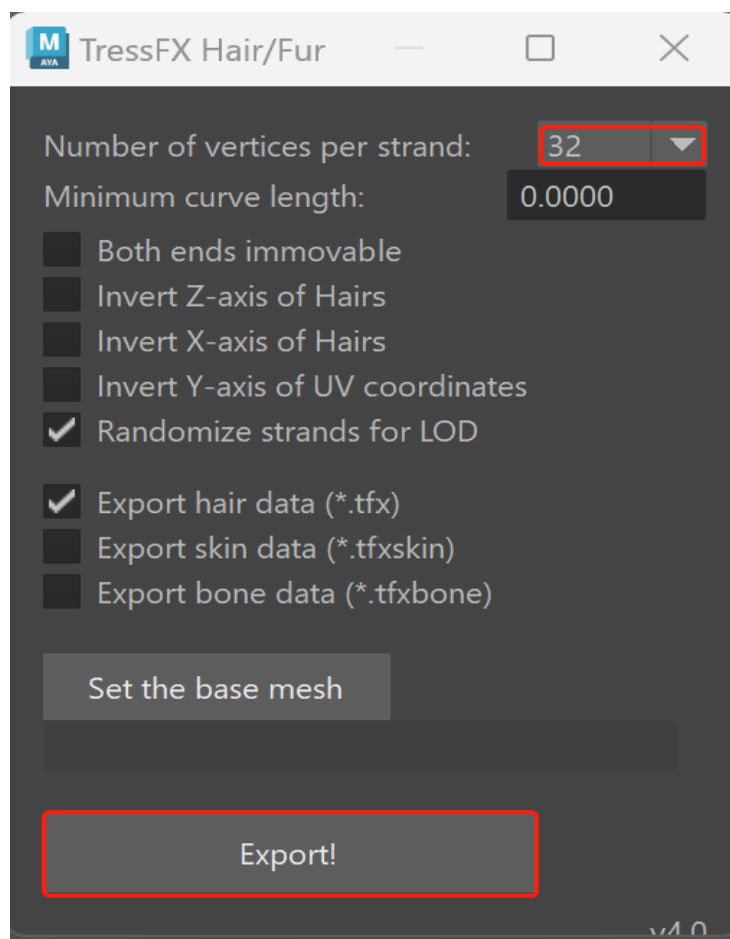 M
AYA
TressFX Hair/Fur
Number of vertices per strand: 32
Minimum curve length: 0.0000
Both ends immovable
Invert Z-axis of Hairs
Invert X-axis of Hairs
Invert Y-axis of UV coordinates
Randomize strands for LOD
Export hair data (*.tfx)
Export skin data (*.tfxskin)
Export bone data (*.tfxbone)
Set the base mesh
Export!
v4.0